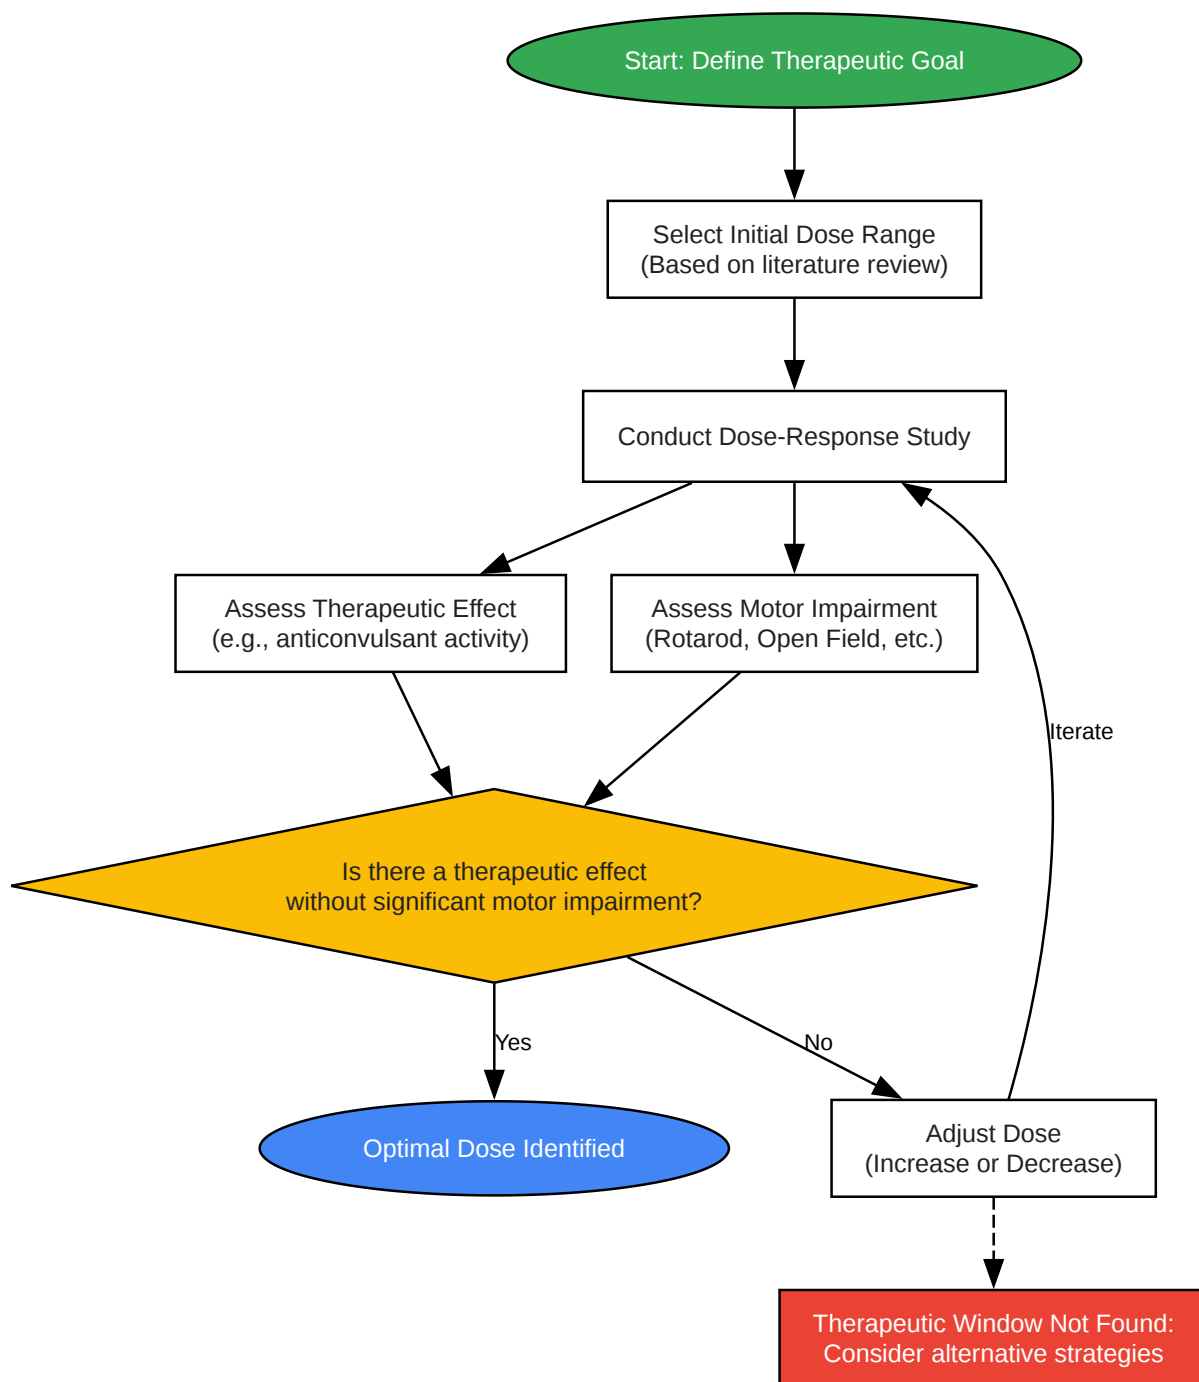 Start: Define Therapeutic Goal
Select Initial Dose Range
(Based on literature review)
Conduct Dose-Response Study
Assess Therapeutic Effect
(e.g., anticonvulsant activity)
Assess Motor Impairment
(Rotarod, Open Field, etc.)
Iterate
Is there a therapeutic effect
without significant motor impairment?
Yes
No
Optimal Dose Identified
Adjust Dose
(Increase or Decrease)
Therapeutic Window Not Found:
Consider alternative strategies